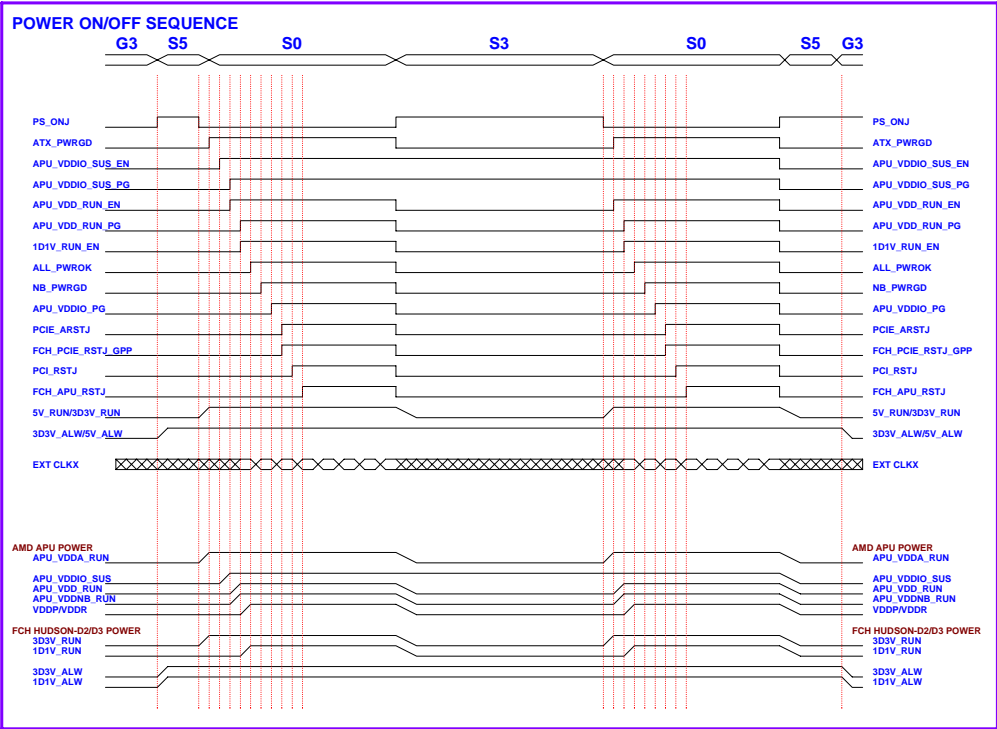 POWER ON/OFF SEQUENCE
G3 S5 S0 S3 S0 S5 G3
PS_ONJ PS_ONJ
ATX_PWRGD ATX_PWRGD
APU_VDDIO_SUS_EN APU_VDDIO_SUS_EN
APU_VDDIO_SUS_PG APU_VDDIO_SUS_PG
APU_VDD_RUN_EN APU_VDD_RUN_EN
APU_VDD_RUN_PG APU_VDD_RUN_PG
1D1V_RUN_EN 1D1V_RUN_EN
ALL_PWROK ALL_PWROK
NB_PWRGD NB_PWRGD
APU_VDDIO_PG APU_VDDIO_PG
PCIE_ARSTJ PCIE_ARSTJ
FCH_PCIE_RSTJ_GPP FCH_PCIE_RSTJ_GPP
PCI_RSTJ PCI_RSTJ
FCH_APU_RSTJ FCH_APU_RSTJ
5V_RUN/3D3V_RUN 5V_RUN/3D3V_RUN
3D3V_ALW/5V_ALW 3D3V_ALW/5V_ALW
EXT CLKX EXT CLKX
AMD APU POWER AMD APU POWER
APU_VDDA_RUN APU_VDDA_RUN
APU_VDDIO_SUS APU_VDDIO_SUS
APU_VDD_RUN APU_VDD_RUN
APU_VDDNB_RUN APU_VDDNB_RUN
VDDP/VDDR VDDP/VDDR
FCH HUDSON-D2/D3 POWER FCH HUDSON-D2/D3 POWER
3D3V_RUN 3D3V_RUN
1D1V_RUN 1D1V_RUN
3D3V_ALW 3D3V_ALW
1D1V_ALW 1D1V_ALW